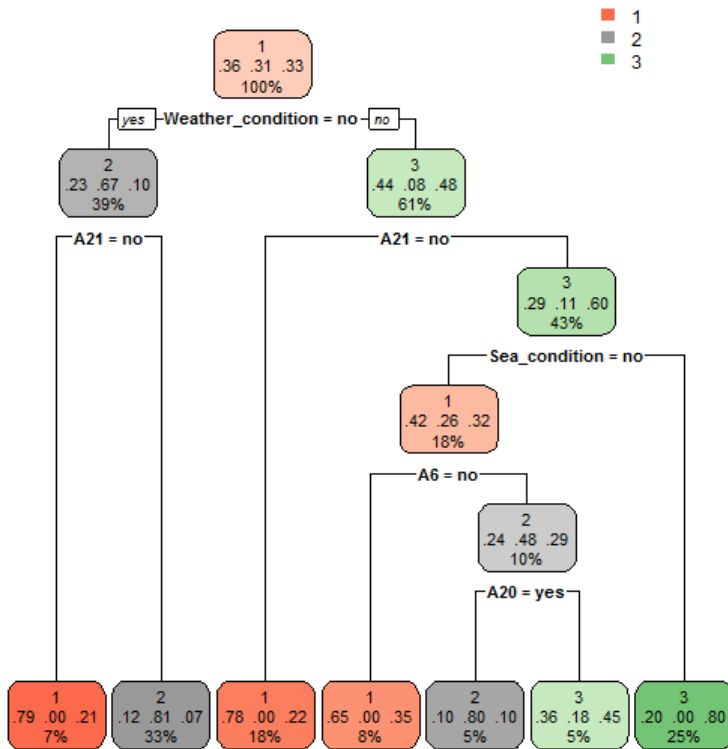 1
2
3
1
.36 .31 .33
100%
yes Weather_condition = no no
2
.23 .67 .10
39%
3
.44 .08 .48
61%
A21 = no
A21 = no
3
.29 .11 .60
43%
Sea_condition = no
1
.42 .26 .32
18%
A6 = no
2
.24 .48 .29
10%
A20 = yes
1
.79 .00 .21
7%
2
.12 .81 .07
33%
1
.78 .00 .22
18%
1
.65 .00 .35
8%
2
.10 .80 .10
5%
3
.36 .18 .45
5%
3
.20 .00 .80
25%